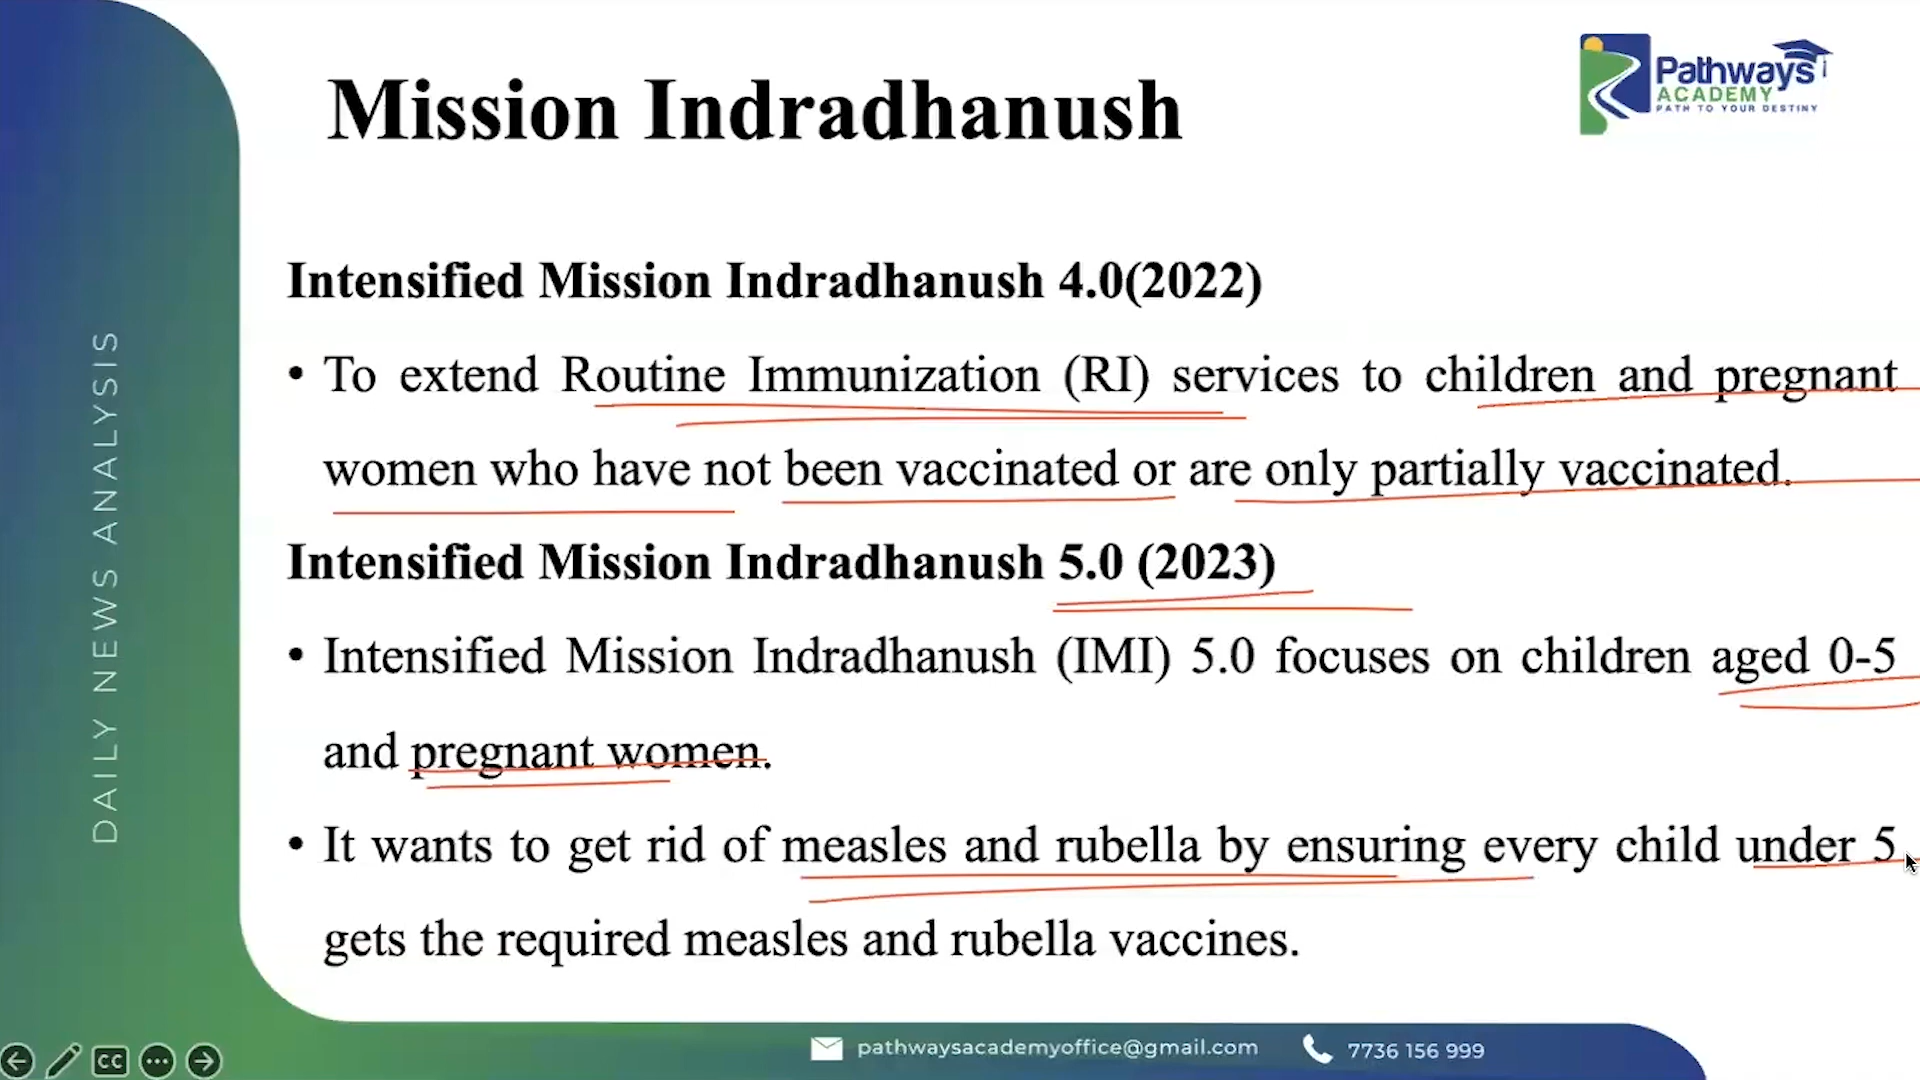 Mission Indradhanush
Pathways
ACADEMY
PATH TO YOUR DESTINY
DAILY NEWS ANALYSIS
Intensified Mission Indradhanush 4.0(2022)
• To extend Routine Immunization (RI) services to children and pregnant
women who have not been vaccinated or are only partially vaccinated.
Intensified Mission Indradhanush 5.0 (2023)
• Intensified Mission Indradhanush (IMI) 5.0 focuses on children aged 0-5
and pregnant women.
• It wants to get rid of measles and rubella by ensuring every child under 5
gets the required measles and rubella vaccines.
CC
pathwaysacademyoffice@gmail.com
7736 156 999